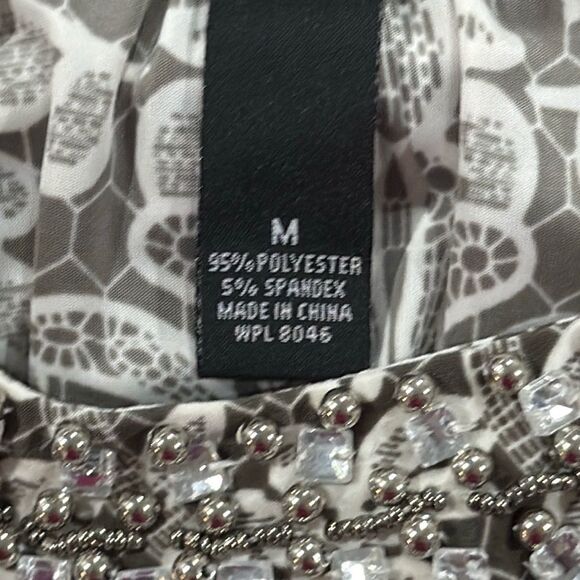 M
95% POLYESTER
5% SPANDEX
MADE IN CHINA
WPL 8046